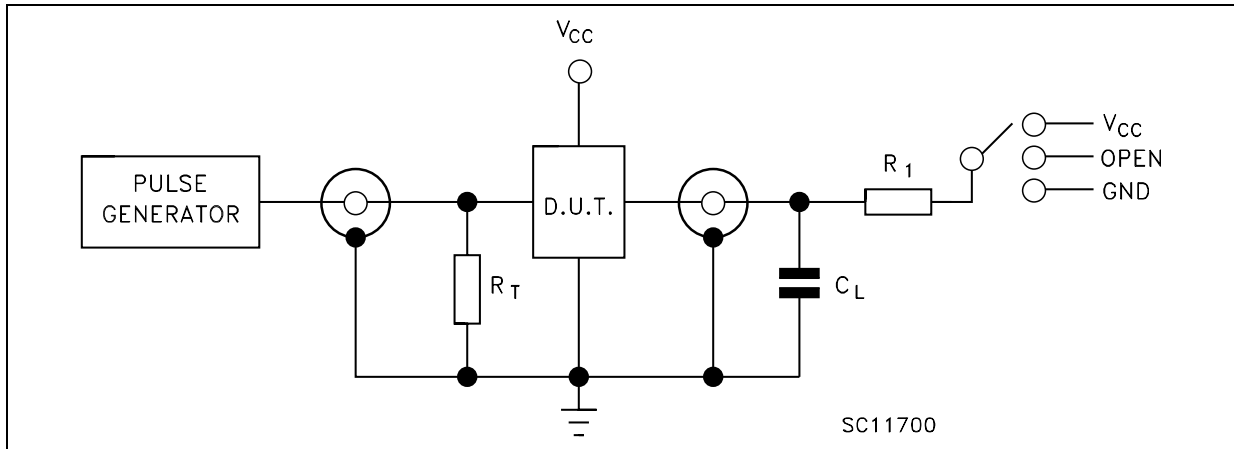 VCC
PULSE
GENERATOR
D.U.T.
RT
CL
R1
VCC
OPEN
GND
SC11700